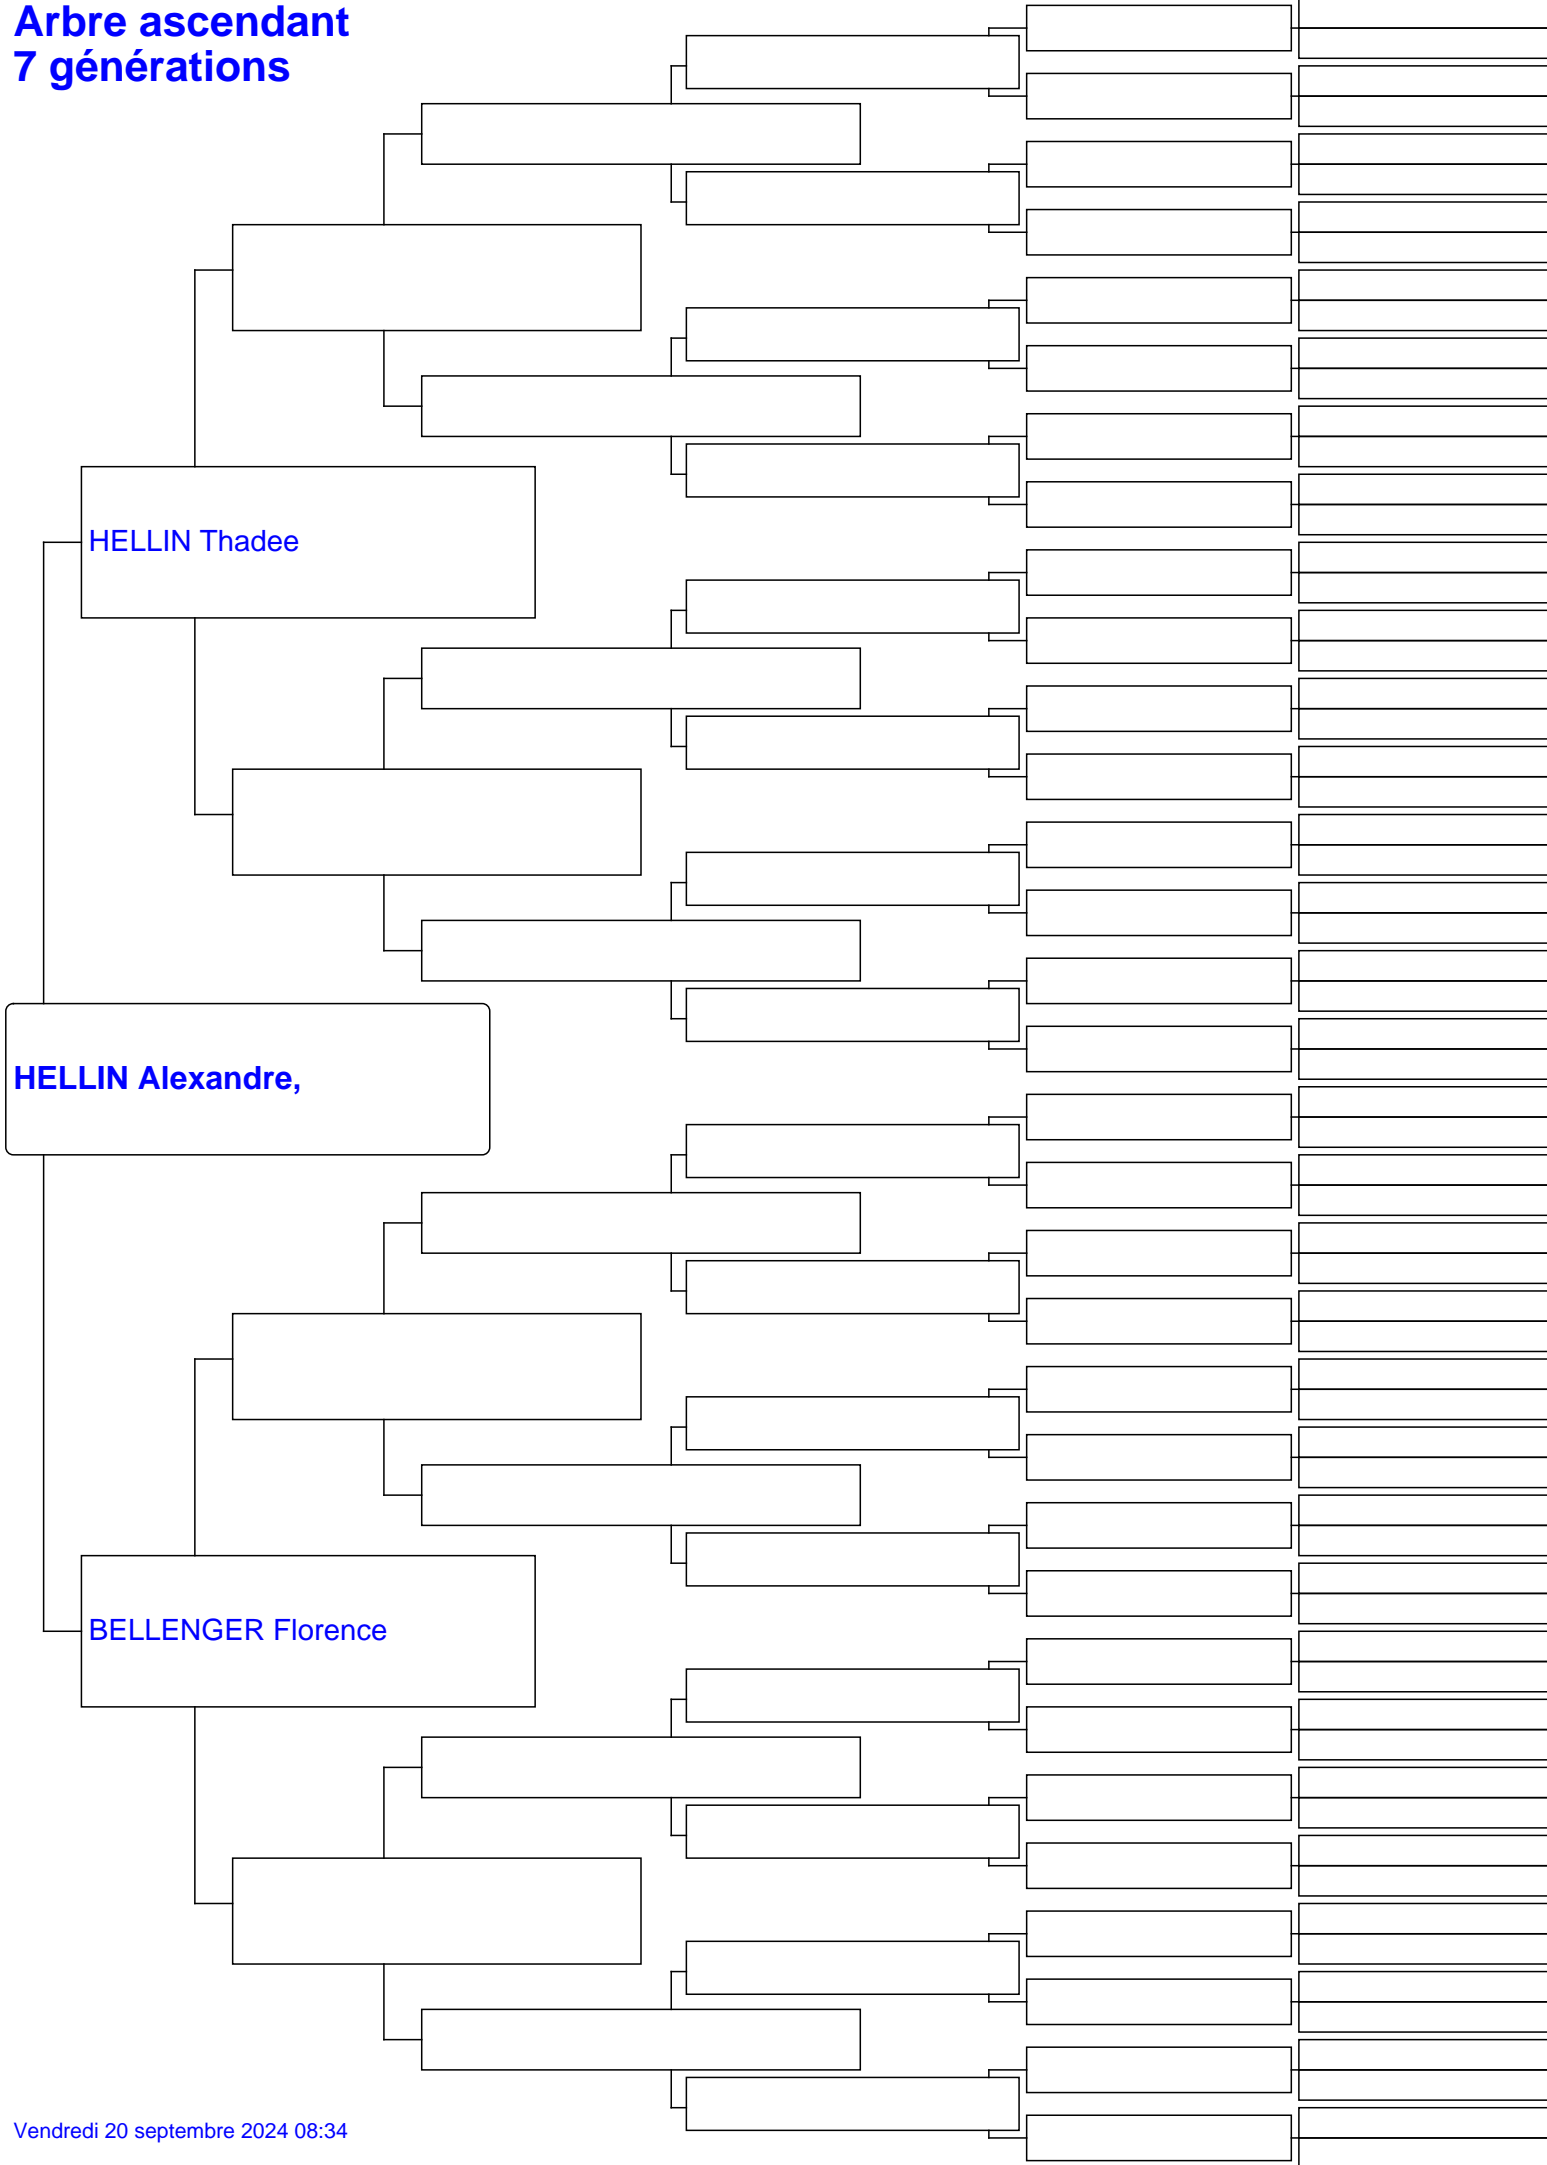 Arbre ascendant
7 générations
HELLIN Thadee
HELLIN Alexandre,
BELLENGER Florence
Vendredi 20 septembre 2024 08:34